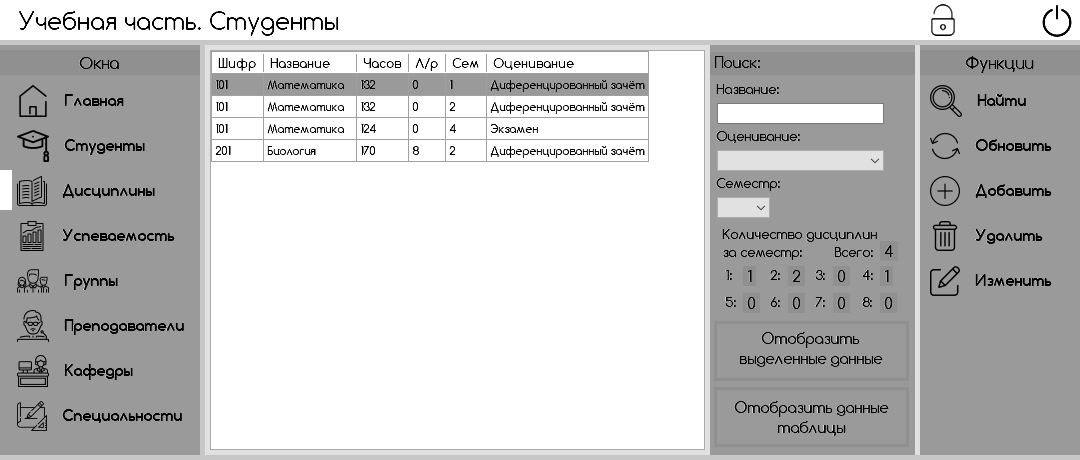 Учебная часть. Студенты
Окна
Главная
Студенты
Дисциплины
Успеваемость
Группы
Преподаватели
Кафедры
Специальности
Шифр Название Часов Л/р Сем Оценивание
101 Математика 132 0 1 Диференцированный зачёт
101 Математика 132 0 2 Диференцированный зачёт
101 Математика 124 0 4 Экзамен
201 Биология 170 8 2 Диференцированный зачёт
Поиск:
Название:
Оценивание:
Семестр:
Количество дисциплин
за семестр: Всего: 4
1: 1 2: 2 3: 0 4: 1
5: 0 6: 0 7: 0 8: 0
Отобразить
выделенные данные
Отобразить данные
таблицы
Функции
Найти
Обновить
Добавить
Удалить
Изменить